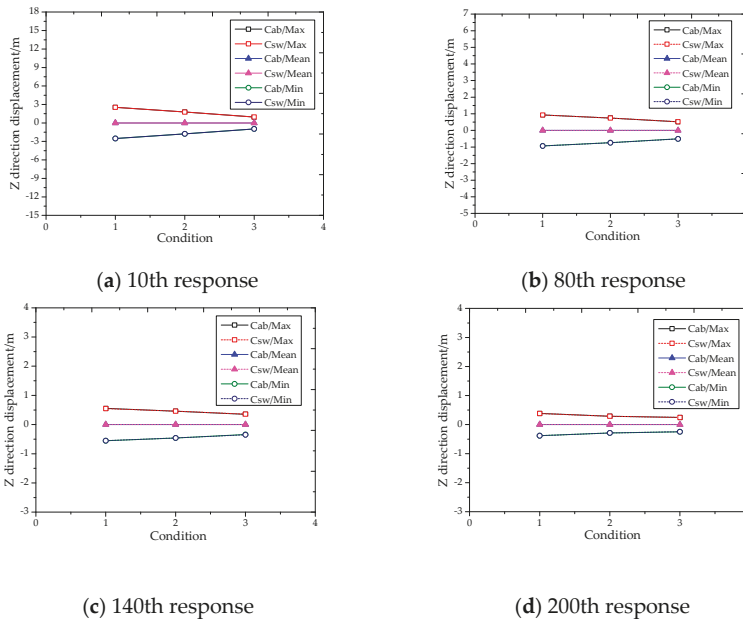 Z direction displacement/m
18
15
12
9
6
3
0
-3
-6
-9
-12
-15
0 1 2 3 4
Condition
Cab/Max
Csw/Max
Cab/Mean
Csw/Mean
Cab/Min
Csw/Min
(a) 10th response
Z direction displacement/m
7
6
5
4
3
2
1
0
-1
-2
-3
-4
-5
0 1 2 3
Condition
Cab/Max
Csw/Max
Cab/Mean
Csw/Mean
Cab/Min
Csw/Min
(b) 80th response
Z direction displacement/m
4
3
2
1
0
-1
-2
-3
0 1 2 3 4
Condition
Cab/Max
Csw/Max
Cab/Mean
Csw/Mean
Cab/Min
Csw/Min
(c) 140th response
Z direction displacement/m
4
3
2
1
0
-1
-2
-3
0 1 2 3
Condition
Cab/Max
Csw/Max
Cab/Mean
Csw/Mean
Cab/Min
Csw/Min
(d) 200th response